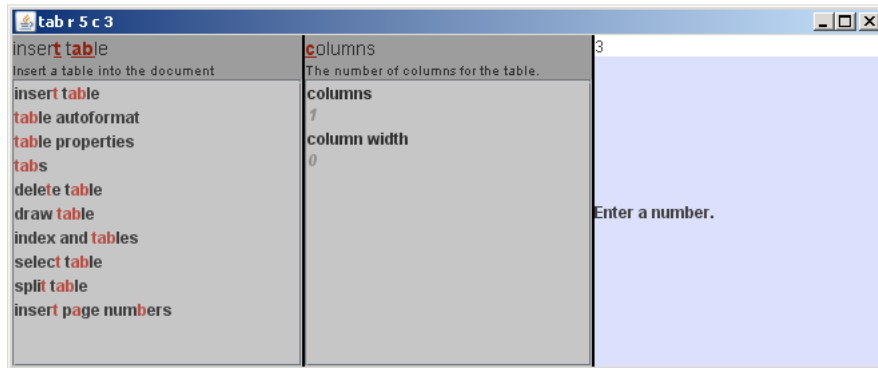 tab r 5 c 3
insert table
Insert a table into the document
insert table
table autoformat
table properties
tabs
delete table
draw table
index and tables
select table
split table
insert page numbers
columns
The number of columns for the table.
columns
1
column width
0
3
Enter a number.